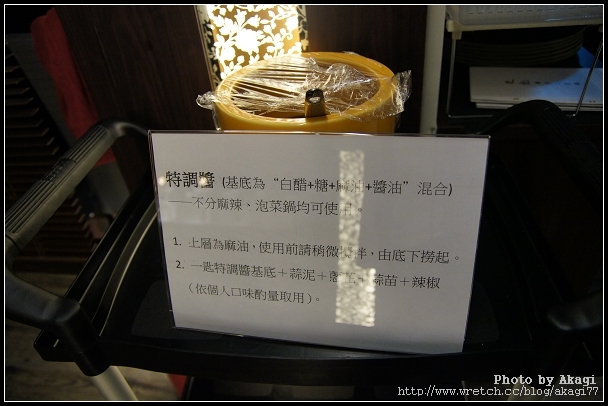 特調醬 (基底為“白醋+糖+麻油+醬油”混合)
──不分麻辣、泡菜鍋均可使用
1. 上層為麻油,使用前請稍微攪拌,由底下撈起。
2. 一匙特調醬基底+蒜泥+ 蒜苗+辣椒
(依個人口味酌量取用)。
Photo by Akagi
http://www.wretch.cc/blog/akagi77